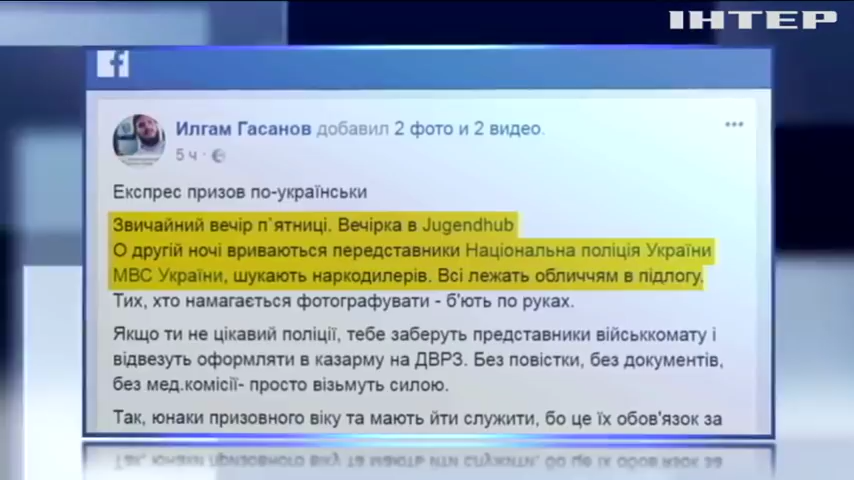 ІНТЕР
f
Илгам Гасанов добавил 2 фото и 2 видео.
5 ч ·
Експрес призов по-українськи
Звичайний вечір п`ятниці. Вечірка в Jugendhub
О другій ночі вриваються передставники Національна поліція України
МВС України, шукають наркодилерів. Всі лежать обличчям в підлогу.
Тих, хто намагається фотографувати - б'ють по руках.
Якщо ти не цікавий поліції, тебе заберуть представники військкомату і
відвезуть оформляти в казарму на ДВРЗ. Без повістки, без документів,
без мед.комісії- просто візьмуть силою.
Так, юнаки призовного віку та мають йти служити, бо це їх обов'язок за